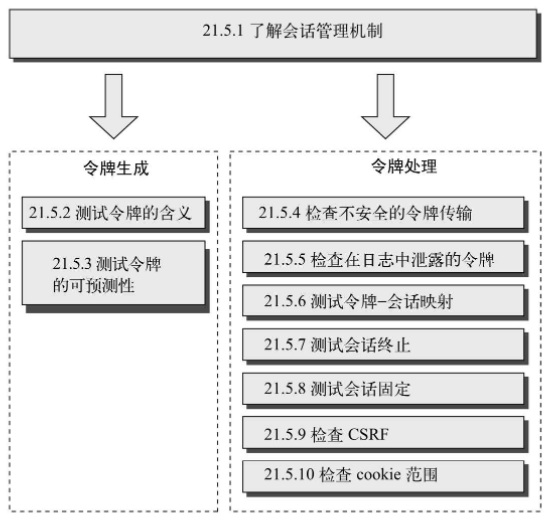 21.5.1 了解会话管理机制
令牌生成
21.5.2 测试令牌的含义
21.5.3 测试令牌
的可预测性
令牌处理
21.5.4 检查不安全的令牌传输
21.5.5 检查在日志中泄露的令牌
21.5.6 测试令牌-会话映射
21.5.7 测试会话终止
21.5.8 测试会话固定
21.5.9 检查 CSRF
21.5.10 检查 cookie 范围